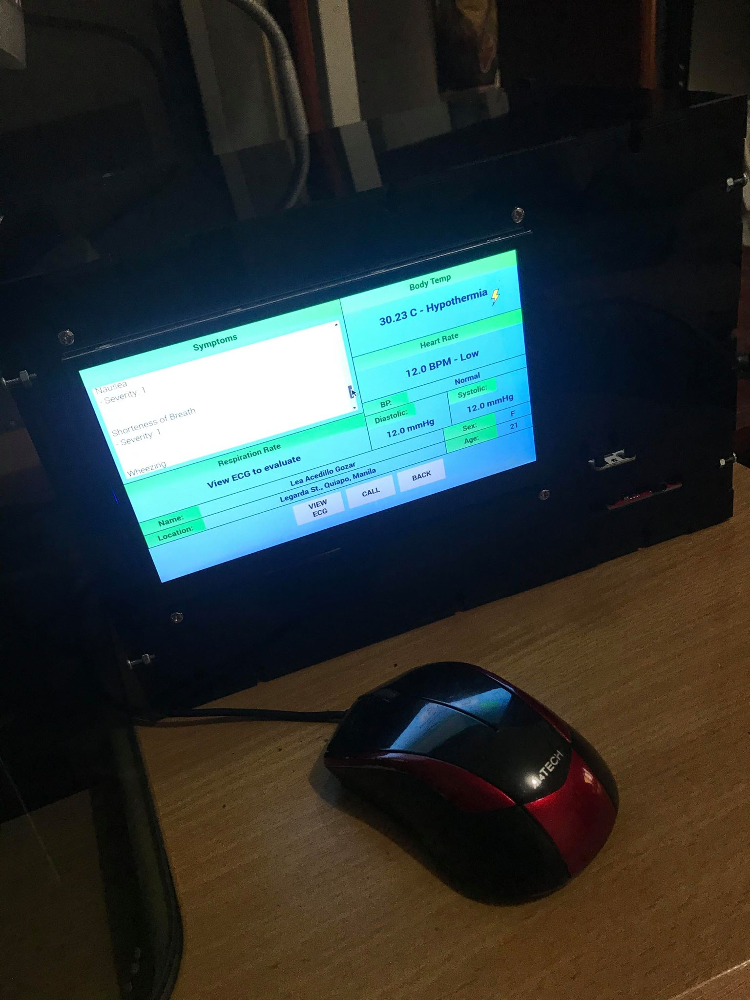 Symptoms
Nausea
- Severity: 1
Shorteness of Breath
- Severity: 1
Wheezing
Respiration Rate
View ECG to evaluate
Body Temp
30.23 C - Hypothermia
Heart Rate
12.0 BPM - Low
BP: Normal
Diastolic: Systolic:
12.0 mmHg 12.0 mmHg
Sex: F
Age: 21
Name: Lea Acedillo Gozar
Location: Legarda St., Quiapo, Manila
VIEW
ECG
CALL
BACK
A4TECH